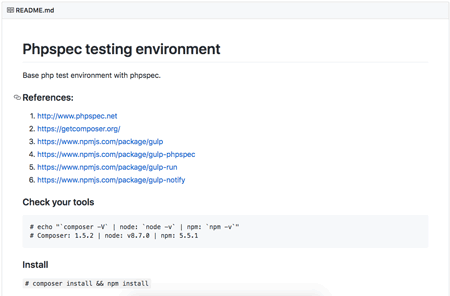 README.md
Phpspec testing environment
Base php test environment with phpspec.
References:
1. http://www.phpspec.net
2. https://getcomposer.org/
3. https://www.npmjs.com/package/gulp
4. https://www.npmjs.com/package/gulp-phpspec
5. https://www.npmjs.com/package/gulp-run
6. https://www.npmjs.com/package/gulp-notify
Check your tools
# echo "`composer -V` | node: `node -v` | npm: `npm -v`"
# Composer: 1.5.2 | node: v8.7.0 | npm: 5.5.1
Install
# composer install && npm install